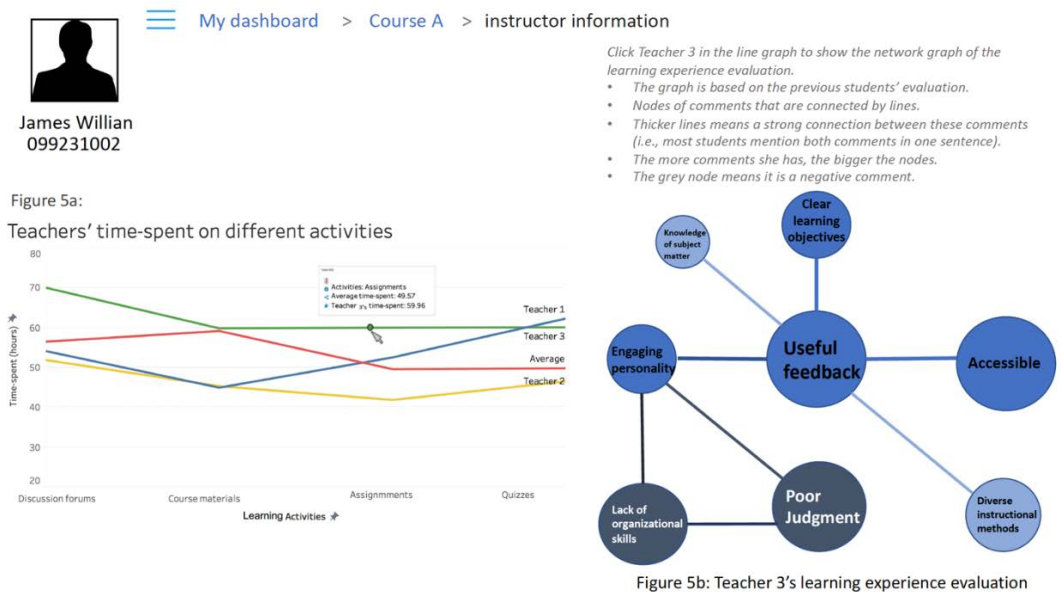 My dashboard > Course A > instructor information
James Willian
099231002
Click Teacher 3 in the line graph to show the network graph of the
learning experience evaluation.
• The graph is based on the previous students' evaluation.
• Nodes of comments that are connected by lines.
• Thicker lines means a strong connection between these comments
(i.e., most students mention both comments in one sentence).
• The more comments she has, the bigger the nodes.
• The grey node means it is a negative comment.
Figure 5a:
Teachers' time-spent on different activities
80
70
60
50
40
30
20
Time-spent (hours)
Activities: Assignments
Average time-spent: 49.57
Teacher time-spent: 59.96
Teacher 1
Teacher 3
Average
Teacher 2
Discussion forums
Course materials
Assignmments
Quizzes
Learning Activities
Clear
learning
objectives
Knowledge
of subject
matter
Engaging
personality
Useful
feedback
Accessible
Lack of
organizational
skills
Poor
Judgment
Diverse
instructional
methods
Figure 5b: Teacher 3's learning experience evaluation